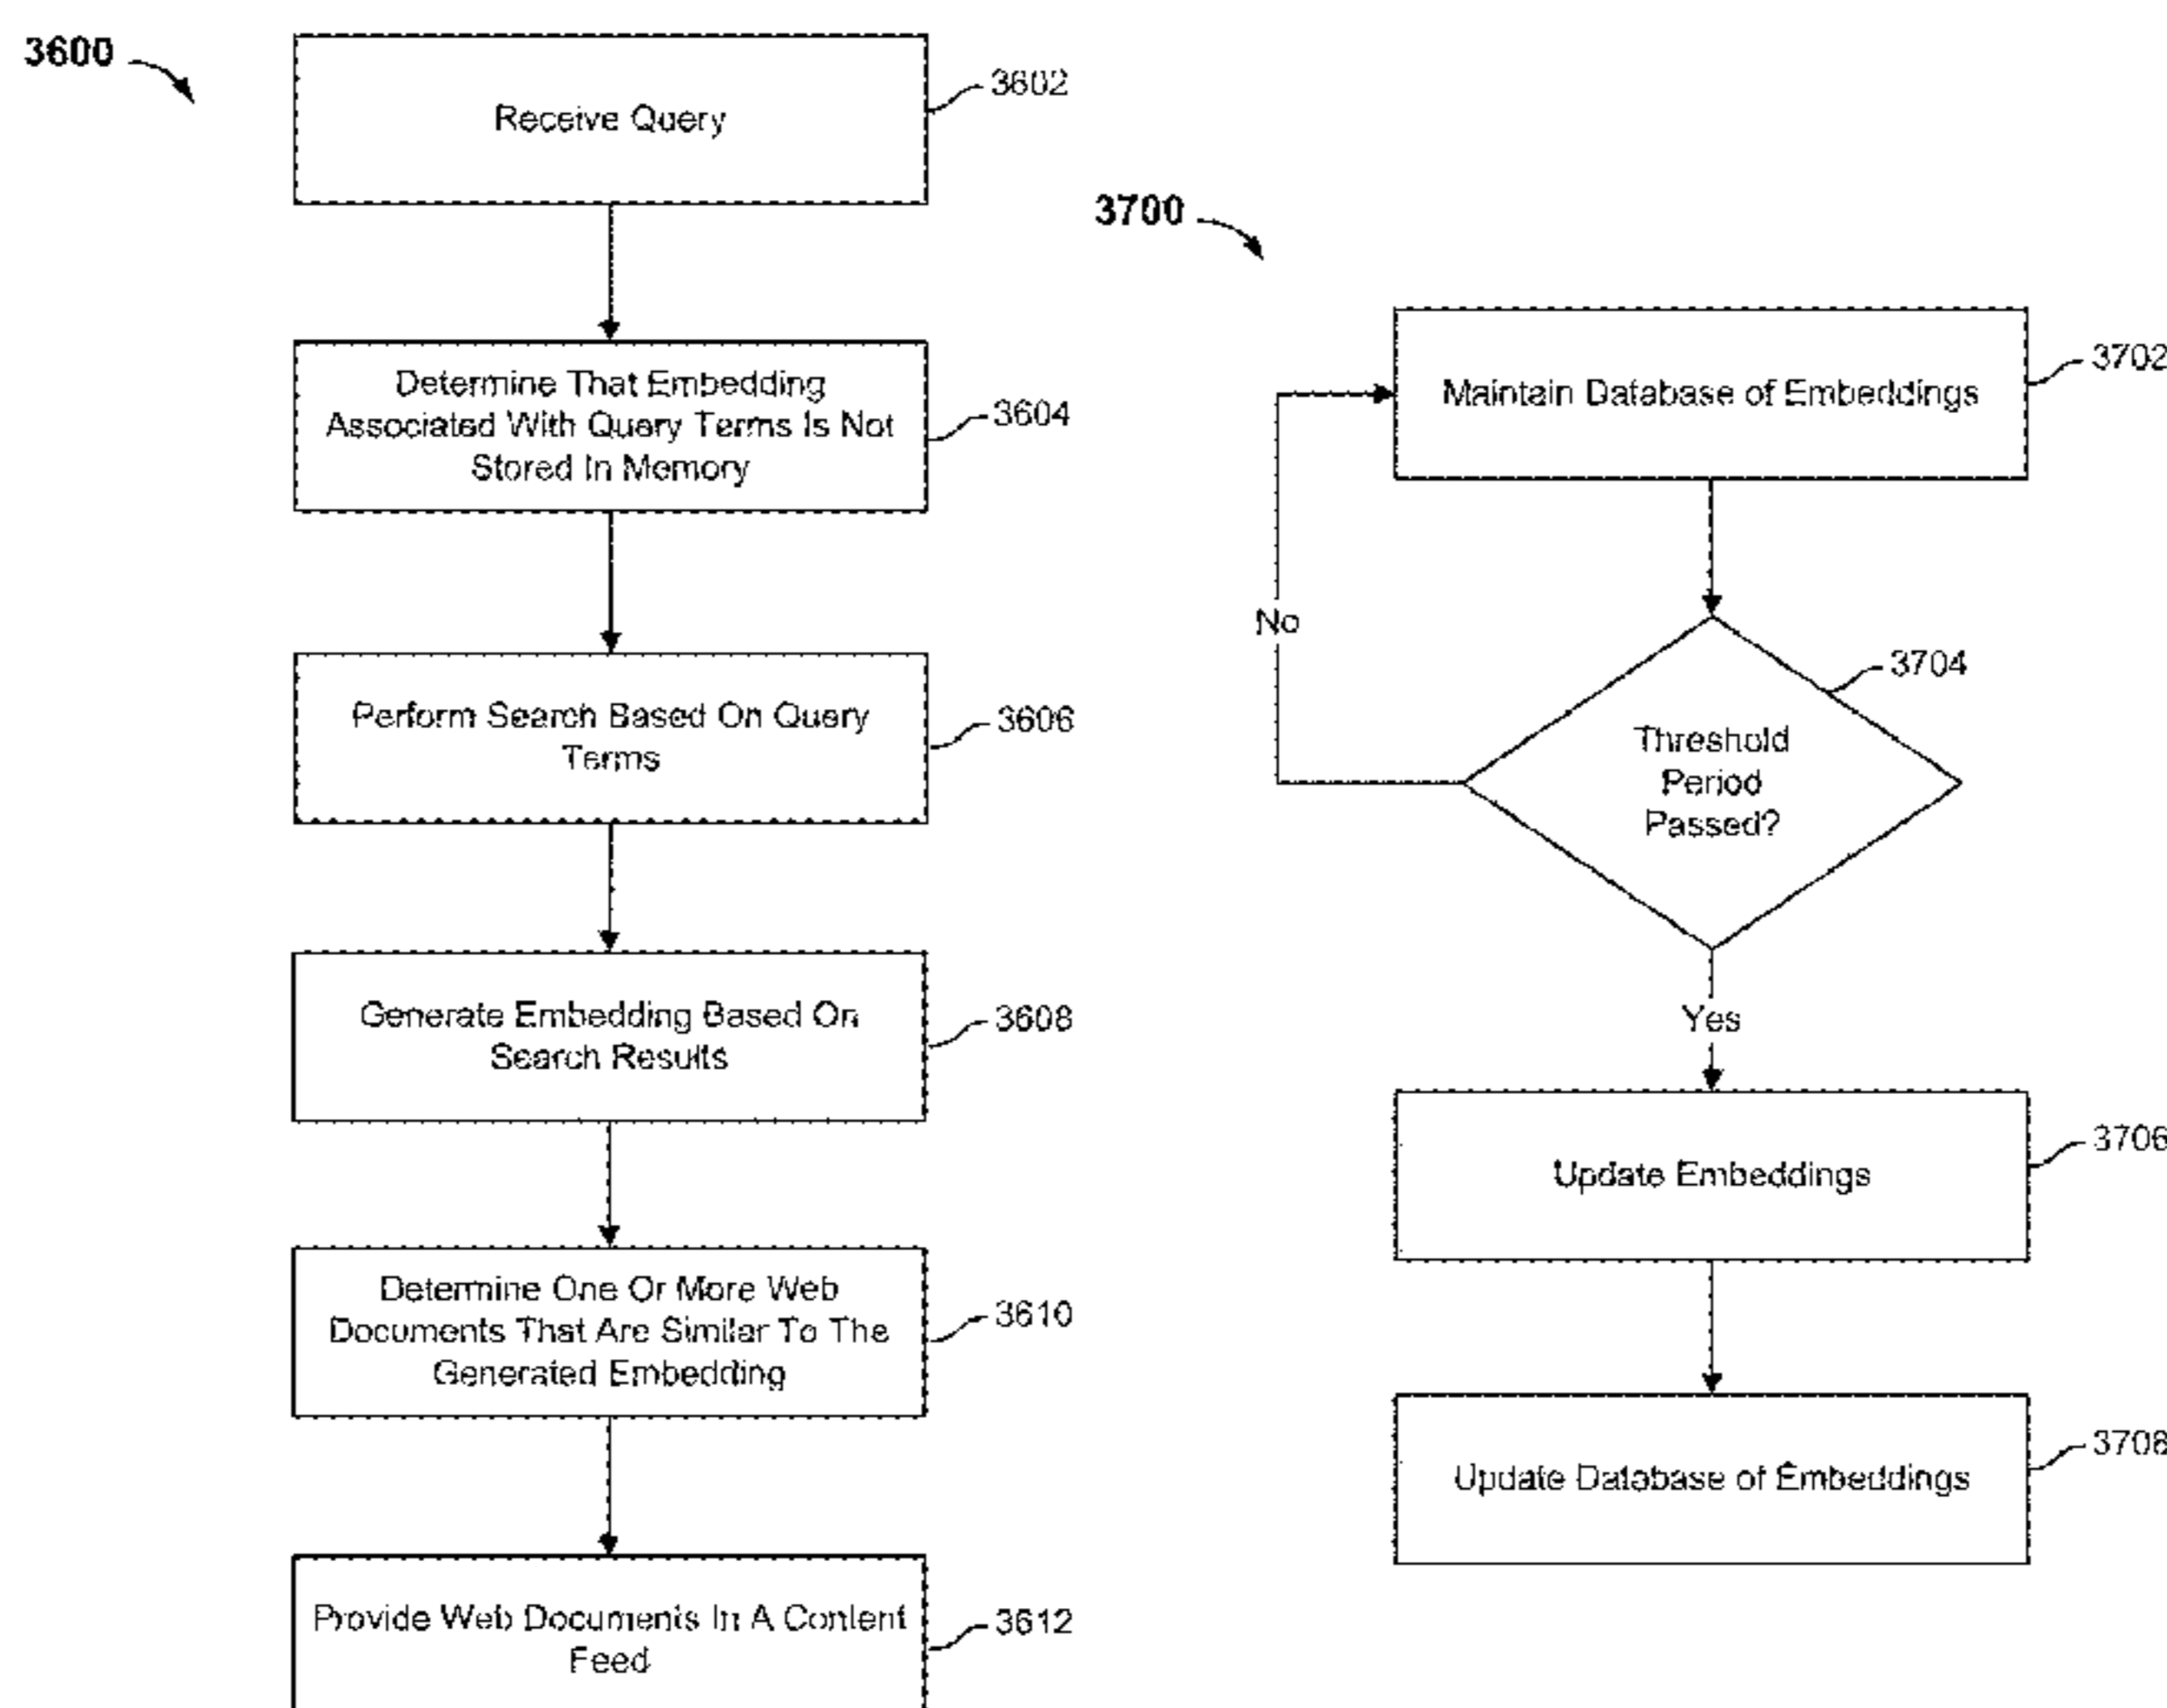 3600
Receive Query
3602
Determine That Embedding
Associated With Query Terms Is Not
Stored In Memory
3604
Perform Search Based On Query
Terms
3606
Generate Embedding Based On
Search Results
3608
Determine One Or More Web
Documents That Are Similar To The
Generated Embedding
3610
Provide Web Documents In A Content
Feed
3612
3700
Maintain Database of Embeddings
3702
No
Threshold
Period
Passed?
3704
Yes
Update Embeddings
3706
Update Database of Embeddings
3708